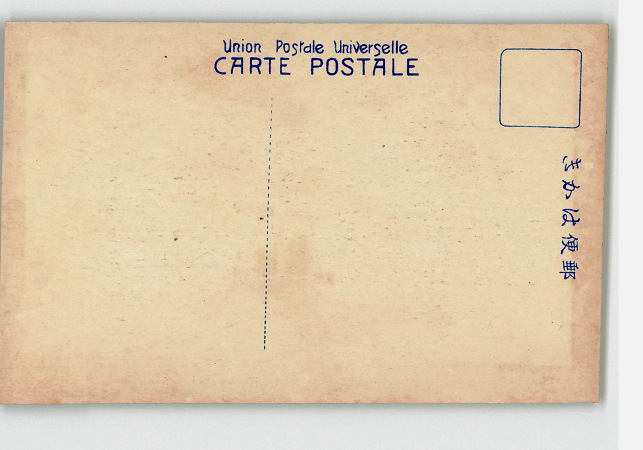 Union Postale Universelle
CARTE POSTALE
きかは便郵